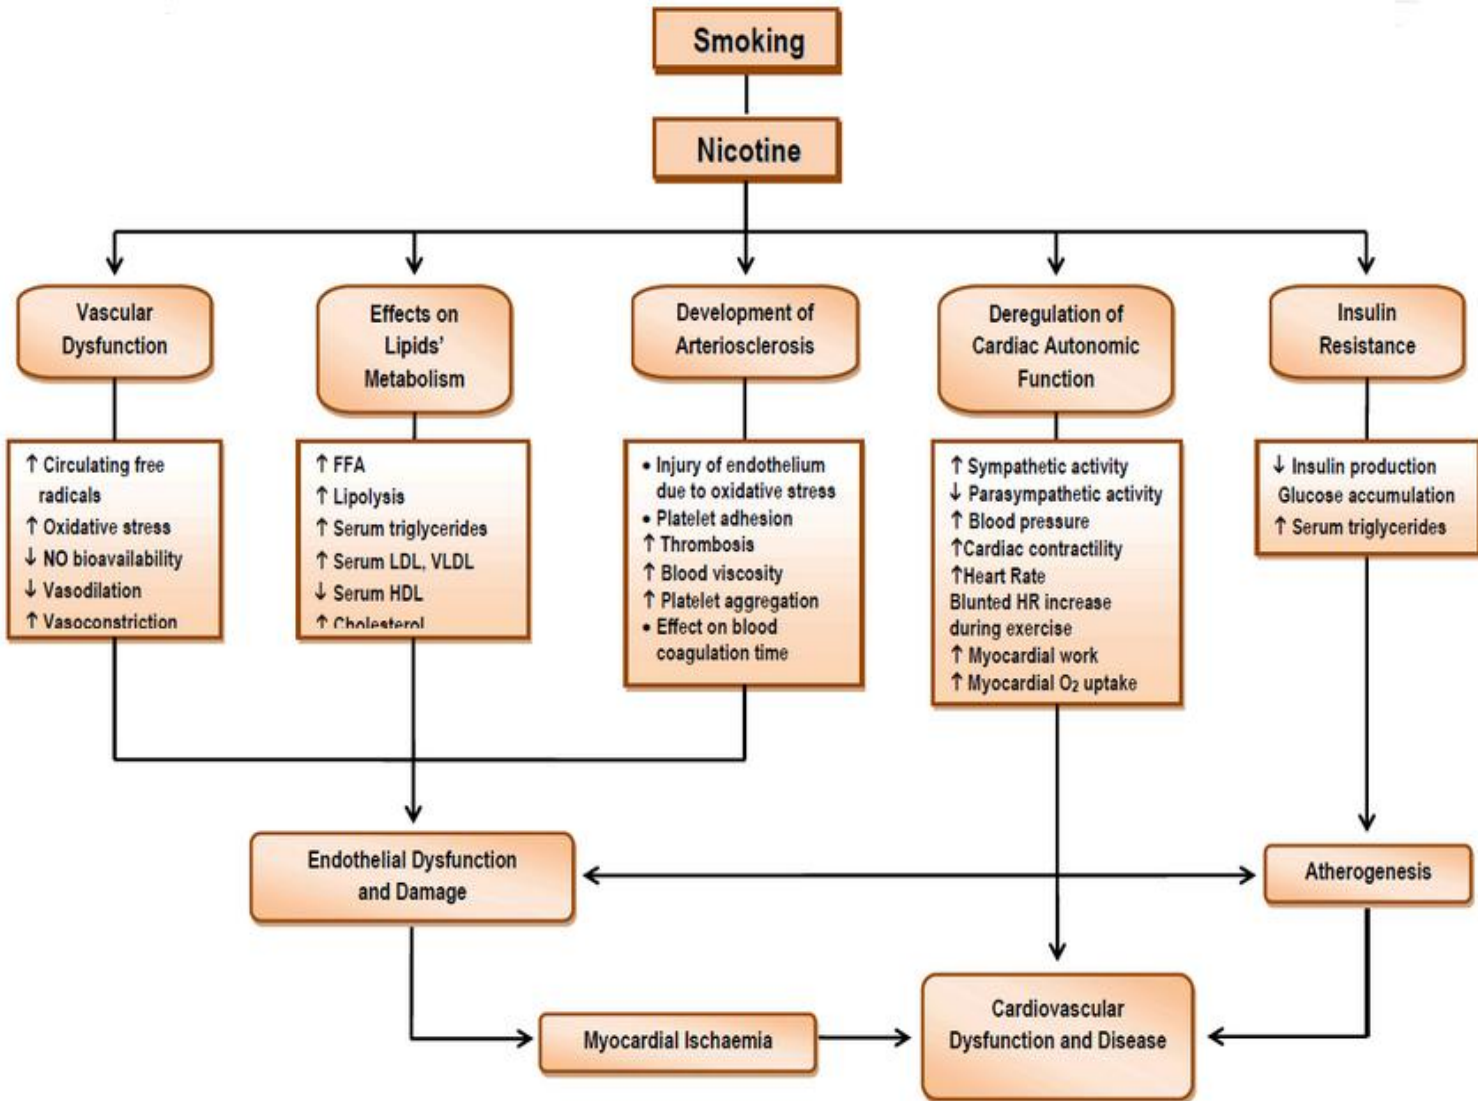 Smoking
Nicotine
Vascular
Dysfunction
Effects on
Lipids’
Metabolism
Development of
Arteriosclerosis
Deregulation of
Cardiac Autonomic
Function
Insulin
Resistance
↑ Circulating free
radicals
↑ Oxidative stress
↓ NO bioavailability
↓ Vasodilation
↑ Vasoconstriction
↑ FFA
↑ Lipolysis
↑ Serum triglycerides
↑ Serum LDL, VLDL
↓ Serum HDL
↑ Cholesterol
• Injury of endothelium
due to oxidative stress
• Platelet adhesion
↑ Thrombosis
↑ Blood viscosity
↑ Platelet aggregation
• Effect on blood
coagulation time
↑ Sympathetic activity
↓ Parasympathetic activity
↑ Blood pressure
↑Cardiac contractility
↑Heart Rate
Blunted HR increase
during exercise
↑ Myocardial work
↑ Myocardial O₂ uptake
↓ Insulin production
Glucose accumulation
↑ Serum triglycerides
Endothelial Dysfunction
and Damage
Atherogenesis
Myocardial Ischaemia
Cardiovascular
Dysfunction and Disease